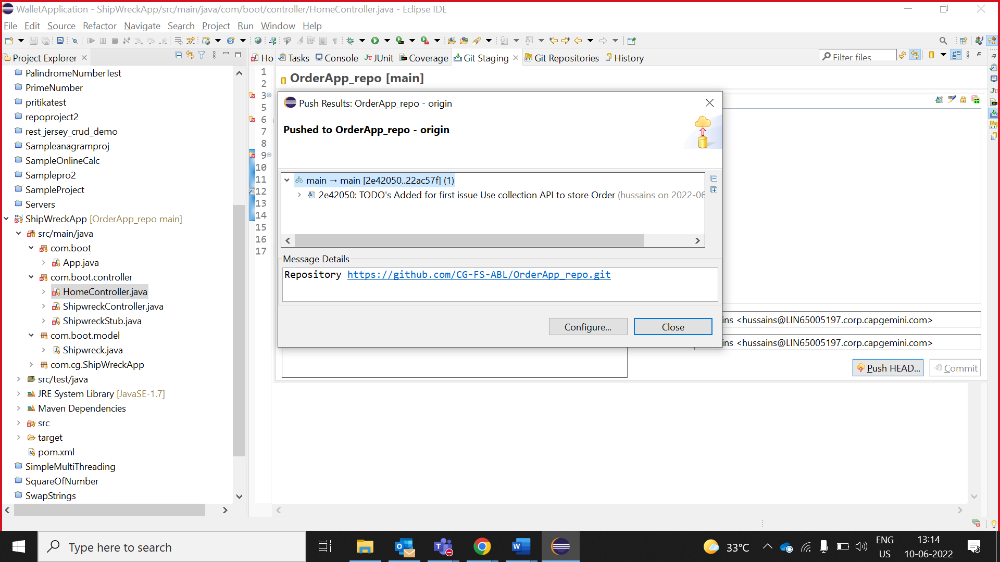 WalletApplication - ShipWreckApp/src/main/java/com/boot/controller/HomeController.java - Eclipse IDE
File Edit Source Refactor Navigate Search Project Run Window Help
Project Explorer
Ho Tasks Console JUnit Coverage Git Staging Git Repositories History
Filter files
PalindromeNumberTest
PrimeNumber
pritikatest
repoproject2
rest_jersey_crud_demo
Sampleanagramproj
SampleOnlineCalc
Samplepro2
SampleProject
Servers
ShipWreckApp [OrderApp_repo main]
src/main/java
com.boot
App.java
com.boot.controller
HomeController.java
ShipwreckController.java
ShipwreckStub.java
com.boot.model
Shipwreck.java
com.cg.ShipWreckApp
src/test/java
JRE System Library [JavaSE-1.7]
Maven Dependencies
src
target
pom.xml
SimpleMultiThreading
SquareOfNumber
SwapStrings
1
2
3
5
6
7
8
9
10
11
12
13
14
15
16
17
OrderApp_repo [main]
Push Results: OrderApp_repo - origin
Pushed to OrderApp_repo - origin
main → main [2e42050..22ac57f] (1)
2e42050: TODO's Added for first issue Use collection API to store Order (hussains on 2022-06
Message Details
Repository https://github.com/CG-FS-ABL/OrderApp_repo.git
Configure...
Close
ins <hussains@LIN65005197.corp.capgemini.com>
ins <hussains@LIN65005197.corp.capgemini.com>
Push HEAD...
Commit
Type here to search
33°C
ENG
US
13:14
10-06-2022